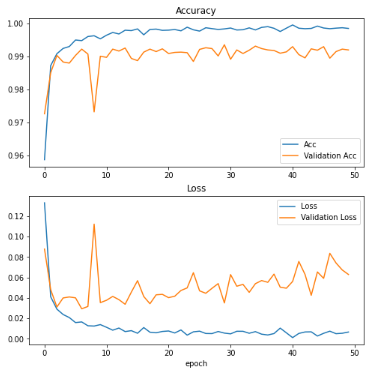 Accuracy
1.00
0.99
0.98
0.97
0.96
0 10 20 30 40 50
Acc
Validation Acc
Loss
0.12
0.10
0.08
0.06
0.04
0.02
0.00
0 10 20 30 40 50
Loss
Validation Loss
epoch